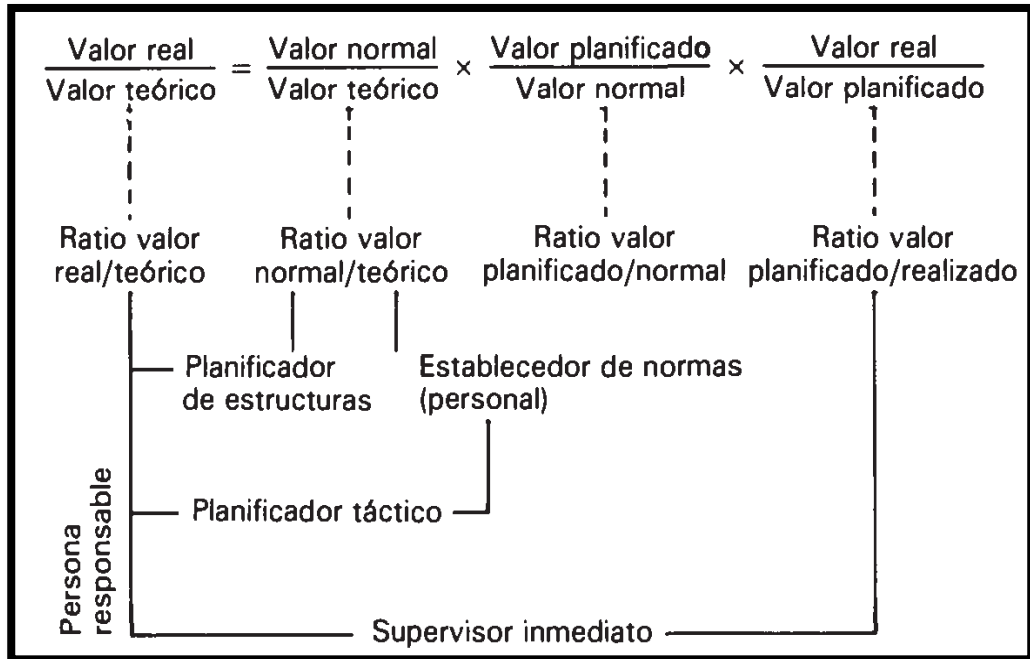 Valor real / Valor teórico = Valor normal / Valor teórico × Valor planificado / Valor normal × Valor real / Valor planificado
Ratio valor real/teórico
Ratio valor normal/teórico
Ratio valor planificado/normal
Ratio valor planificado/realizado
Planificador de estructuras
Establecedor de normas (personal)
Planificador táctico
Persona responsable
Supervisor inmediato